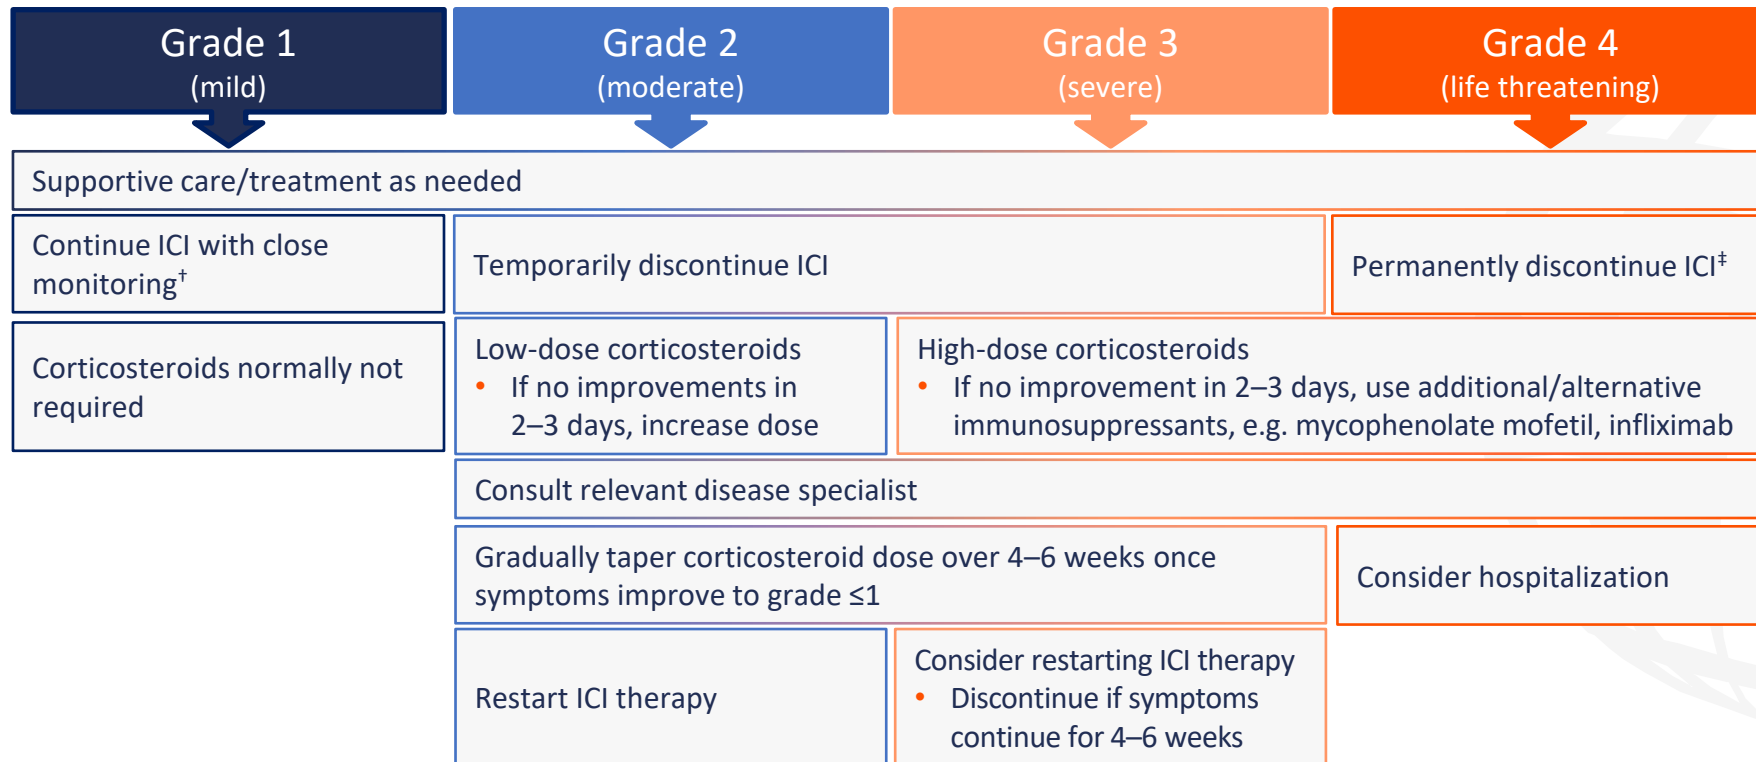 Grade 1
(mild)
Grade 2
(moderate)
Grade 3
(severe)
Grade 4
(life threatening)
Supportive care/treatment as needed
Continue ICI with close
monitoring†
Temporarily discontinue ICI
Permanently discontinue ICI‡
Corticosteroids normally not
required
Low-dose corticosteroids
• If no improvements in
2–3 days, increase dose
High-dose corticosteroids
• If no improvement in 2–3 days, use additional/alternative
immunosuppressants, e.g. mycophenolate mofetil, infliximab
Consult relevant disease specialist
Gradually taper corticosteroid dose over 4–6 weeks once
symptoms improve to grade ≤1
Consider hospitalization
Restart ICI therapy
Consider restarting ICI therapy
• Discontinue if symptoms
continue for 4–6 weeks